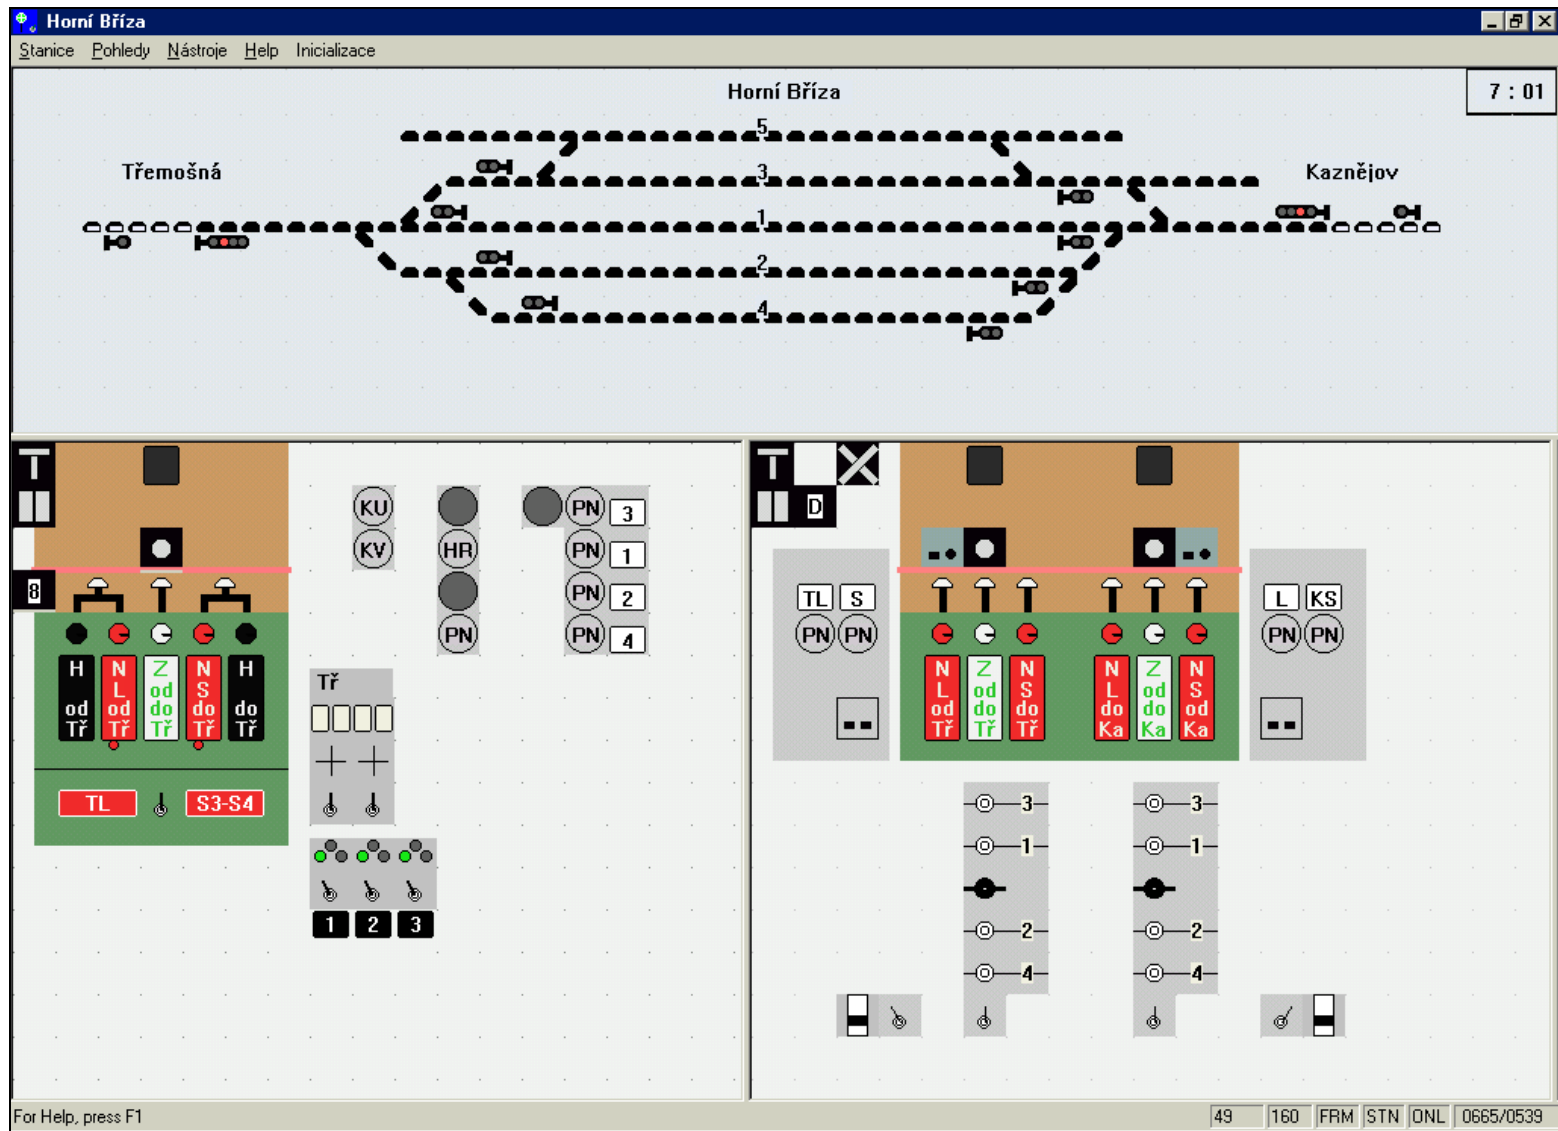 Horní Bříza
Stanice Pohledy Nástroje Help Inicializace
Horní Bříza
7 : 01
5
Třemošná
3
Kaznějov
1
2
4
8
H od Tř
N L od Tř
Z od do Tř
N S do Tř
H do Tř
TL
S3-S4
KU
KV
HR
PN
PN 3
PN 1
PN 2
PN 4
Tř
1 2 3
D
TL S
PN PN
N L od Tř
Z od do Tř
N S do Tř
N L do Ka
Z od do Ka
N S od Ka
L KS
PN PN
3 3
1 1
2 2
4 4
For Help, press F1
49 160 FRM STN ONL 0665/0539